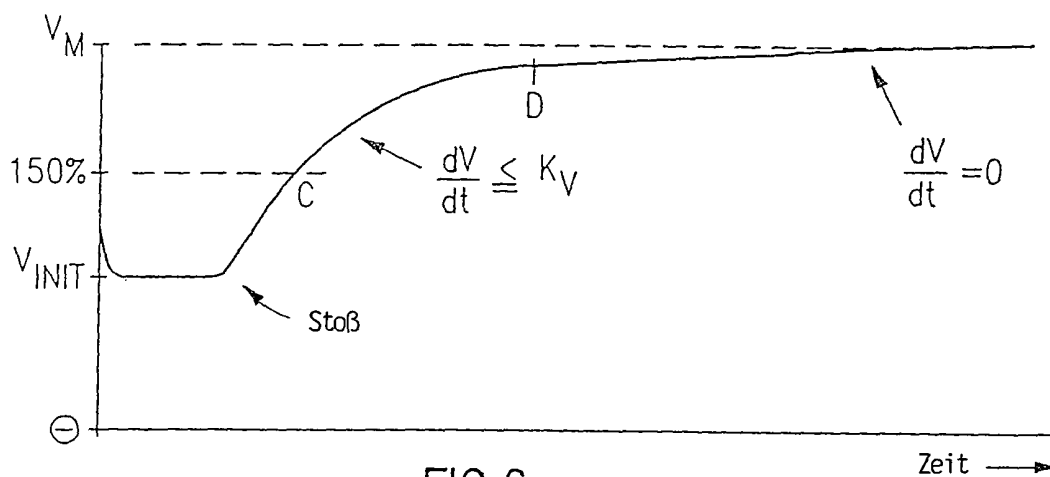 V_M
D
150%
C
dV/dt ≦ K_V
dV/dt =0
V_INIT
Stoß
⊖
Zeit